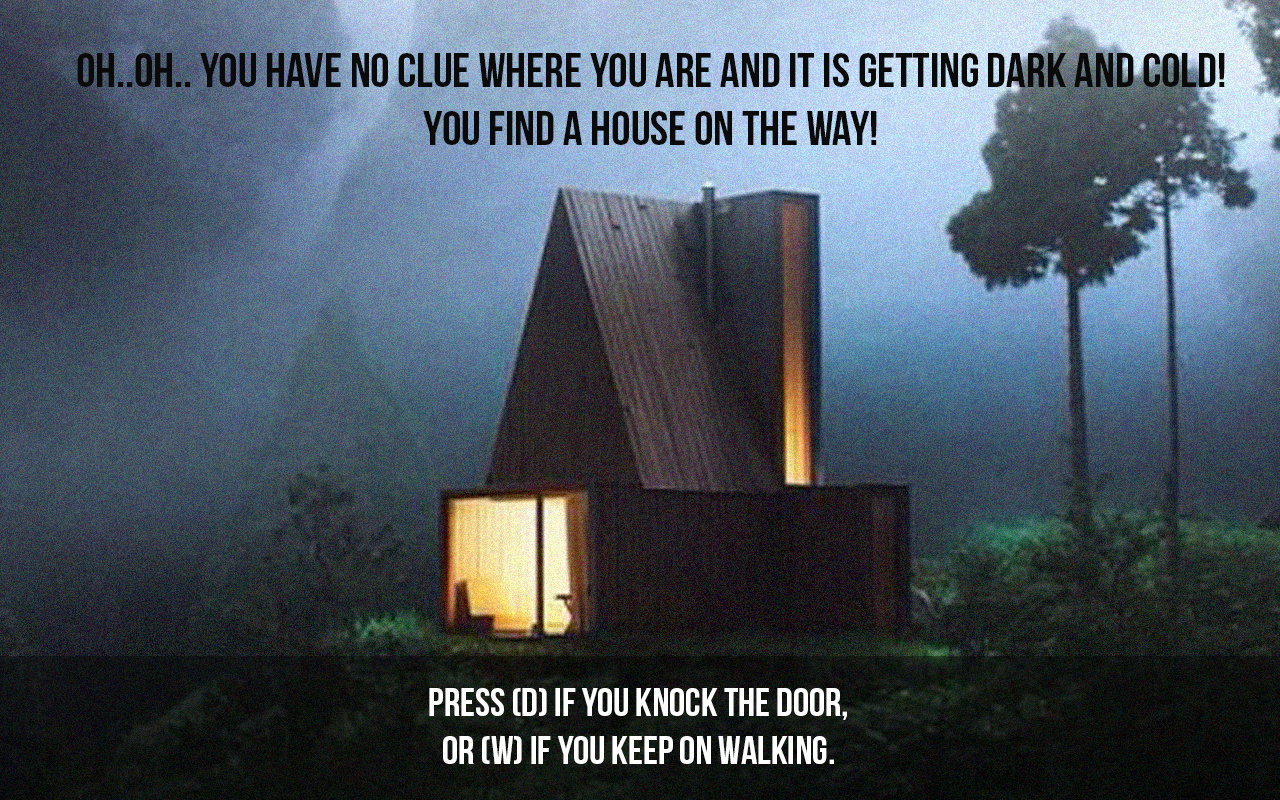 OH..OH.. YOU HAVE NO CLUE WHERE YOU ARE AND IT IS GETTING DARK AND COLD!
YOU FIND A HOUSE ON THE WAY!
PRESS (D) IF YOU KNOCK THE DOOR,
OR (W) IF YOU KEEP ON WALKING.